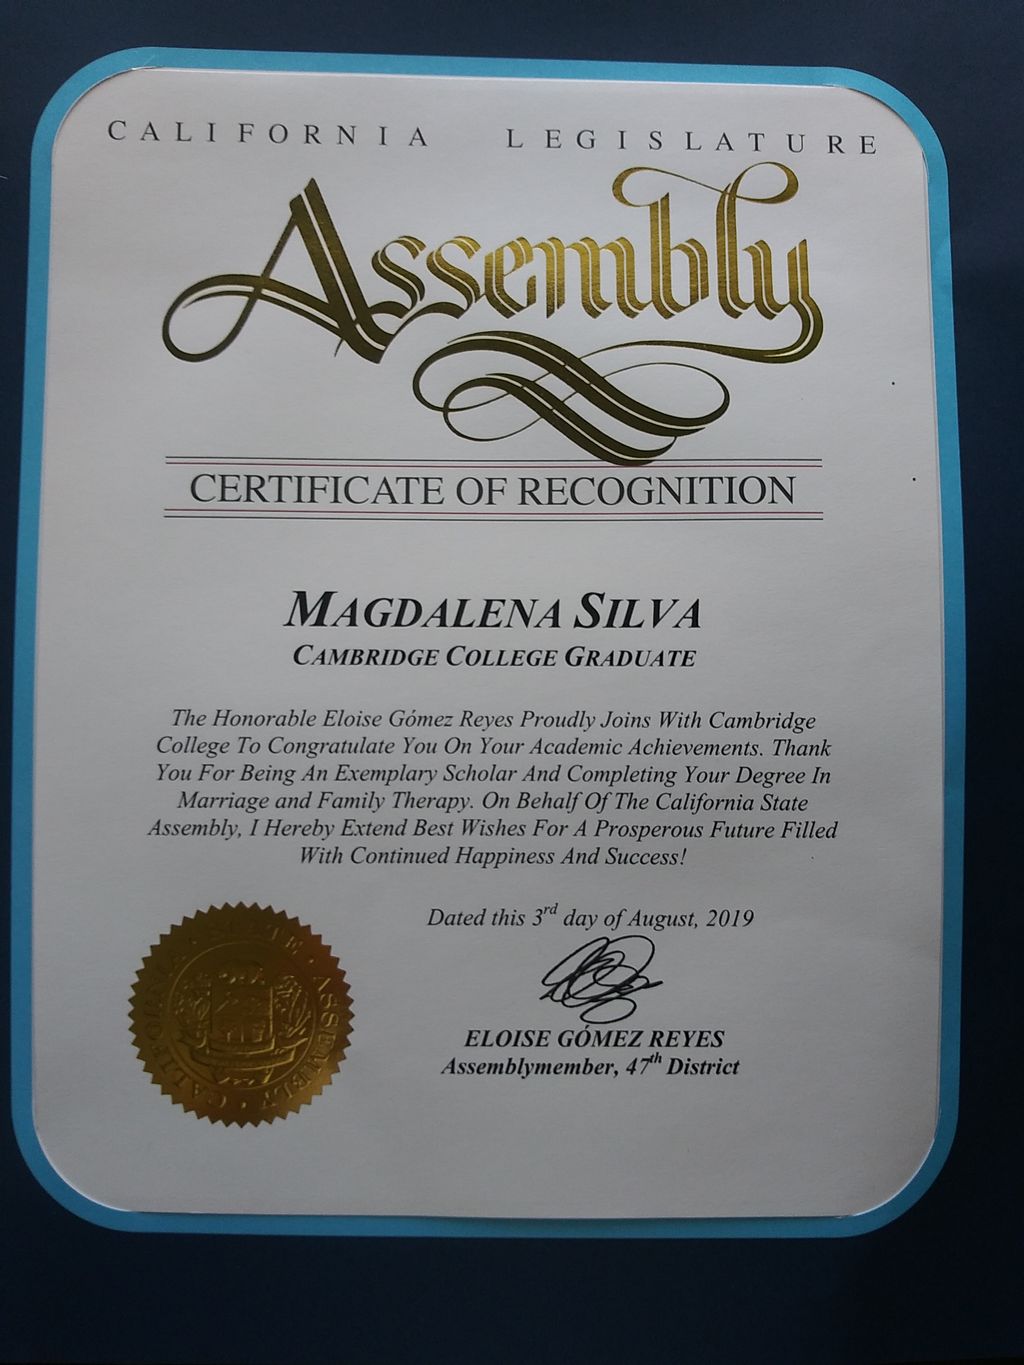 CALIFORNIA LEGISLATURE
Assembly
CERTIFICATE OF RECOGNITION
MAGDALENA SILVA
CAMBRIDGE COLLEGE GRADUATE
The Honorable Eloise Gómez Reyes Proudly Joins With Cambridge
College To Congratulate You On Your Academic Achievements. Thank
You For Being An Exemplary Scholar And Completing Your Degree In
Marriage and Family Therapy. On Behalf Of The California State
Assembly, I Hereby Extend Best Wishes For A Prosperous Future Filled
With Continued Happiness And Success!
Dated this 3rd day of August, 2019
ELOISE GÓMEZ REYES
Assemblymember, 47th District
CALIFORNIA STATE ASSEMBLY